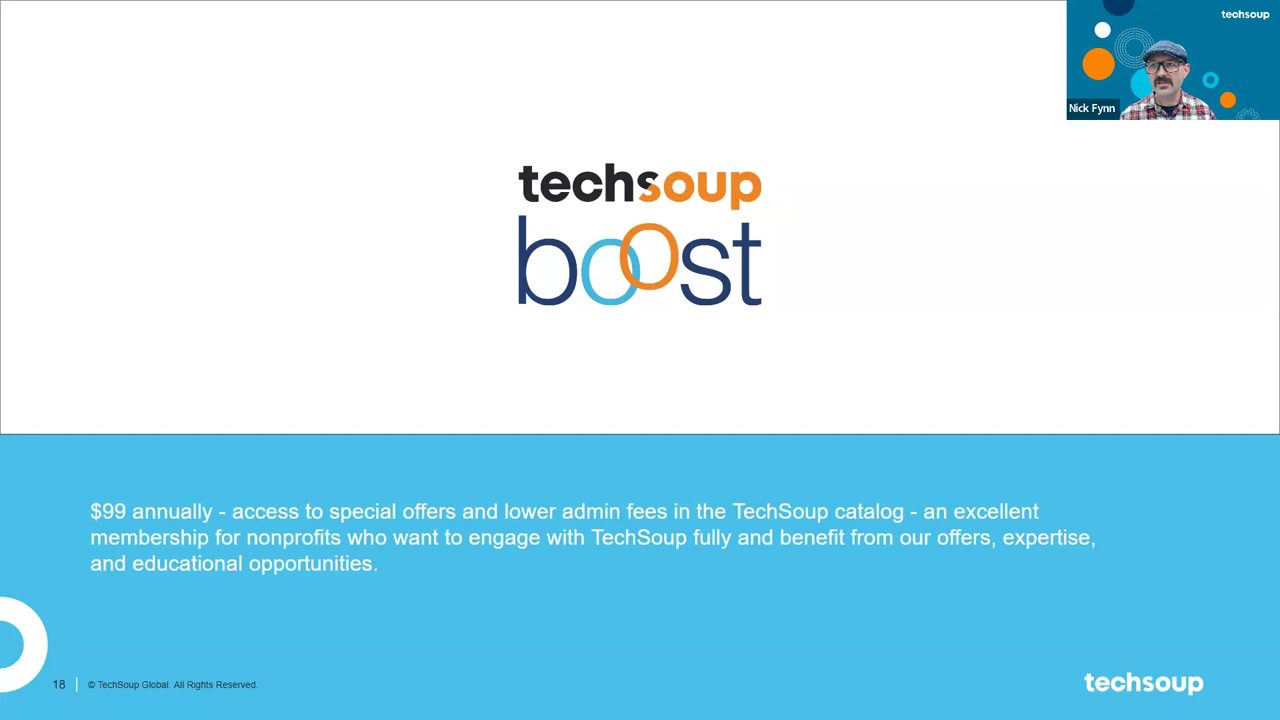 techsoup
Nick Fynn
techsoup
boost
$99 annually - access to special offers and lower admin fees in the TechSoup catalog - an excellent
membership for nonprofits who want to engage with TechSoup fully and benefit from our offers, expertise,
and educational opportunities.
18
© TechSoup Global. All Rights Reserved.
techsoup